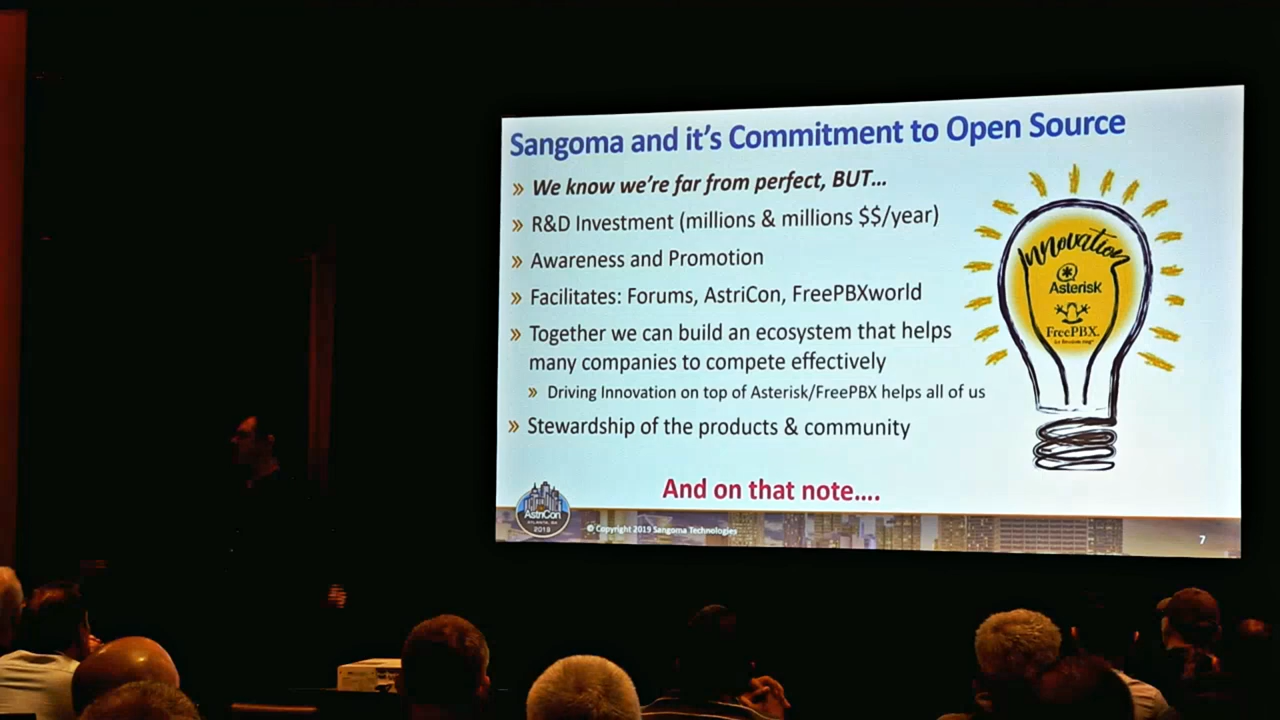 Sangoma and it's Commitment to Open Source
» We know we're far from perfect, BUT...
» R&D Investment (millions & millions $$/year)
» Awareness and Promotion
» Facilitates: Forums, AstriCon, FreePBXworld
» Together we can build an ecosystem that helps
many companies to compete effectively
» Driving Innovation on top of Asterisk/FreePBX helps all of us
» Stewardship of the products & community
And on that note....
Innovation
Asterisk
FreePBX.
AstriCon
ATLANTA, GA
2019
© Copyright 2019 Sangoma Technologies
7